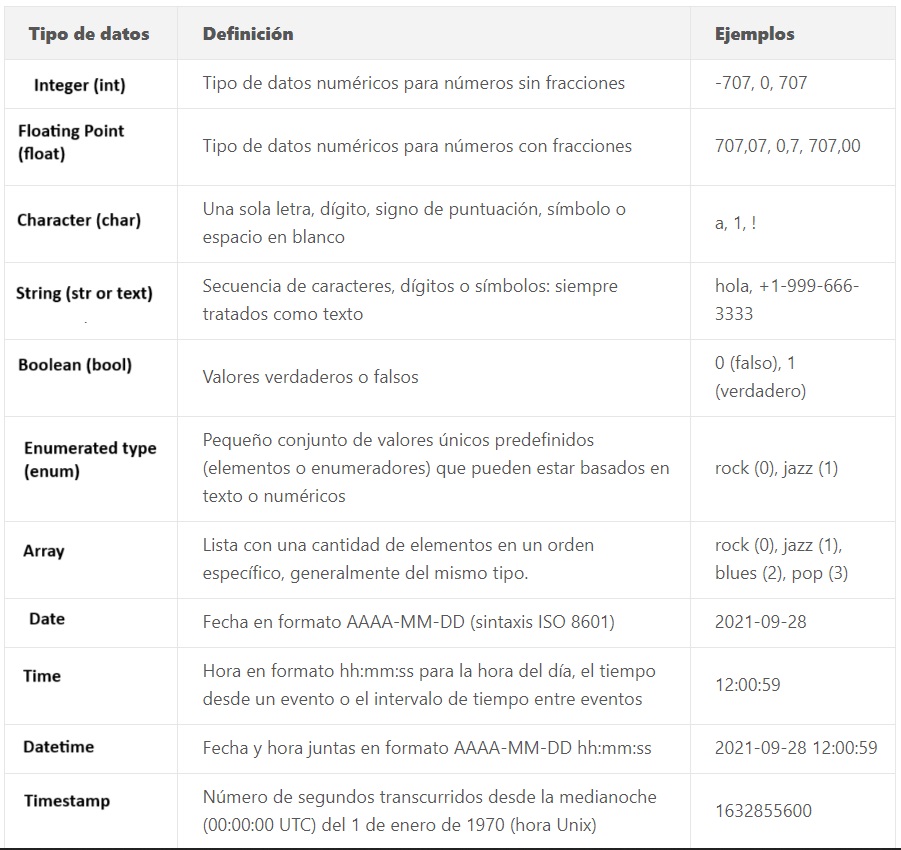 Tipo de datos Definición Ejemplos
Integer (int) Tipo de datos numéricos para números sin fracciones -707, 0, 707
Floating Point
(float) Tipo de datos numéricos para números con fracciones 707,07, 0,7, 707,00
Character (char) Una sola letra, dígito, signo de puntuación, símbolo o
espacio en blanco a, 1, !
String (str or text) Secuencia de caracteres, dígitos o símbolos: siempre
tratados como texto hola, +1-999-666-
3333
Boolean (bool) Valores verdaderos o falsos 0 (falso), 1
(verdadero)
Enumerated type
(enum) Pequeño conjunto de valores únicos predefinidos
(elementos o enumeradores) que pueden estar basados en
texto o numéricos rock (0), jazz (1)
Array Lista con una cantidad de elementos en un orden
específico, generalmente del mismo tipo. rock (0), jazz (1),
blues (2), pop (3)
Date Fecha en formato AAAA-MM-DD (sintaxis ISO 8601) 2021-09-28
Time Hora en formato hh:mm:ss para la hora del día, el tiempo
desde un evento o el intervalo de tiempo entre eventos 12:00:59
Datetime Fecha y hora juntas en formato AAAA-MM-DD hh:mm:ss 2021-09-28 12:00:59
Timestamp Número de segundos transcurridos desde la medianoche
(00:00:00 UTC) del 1 de enero de 1970 (hora Unix) 1632855600